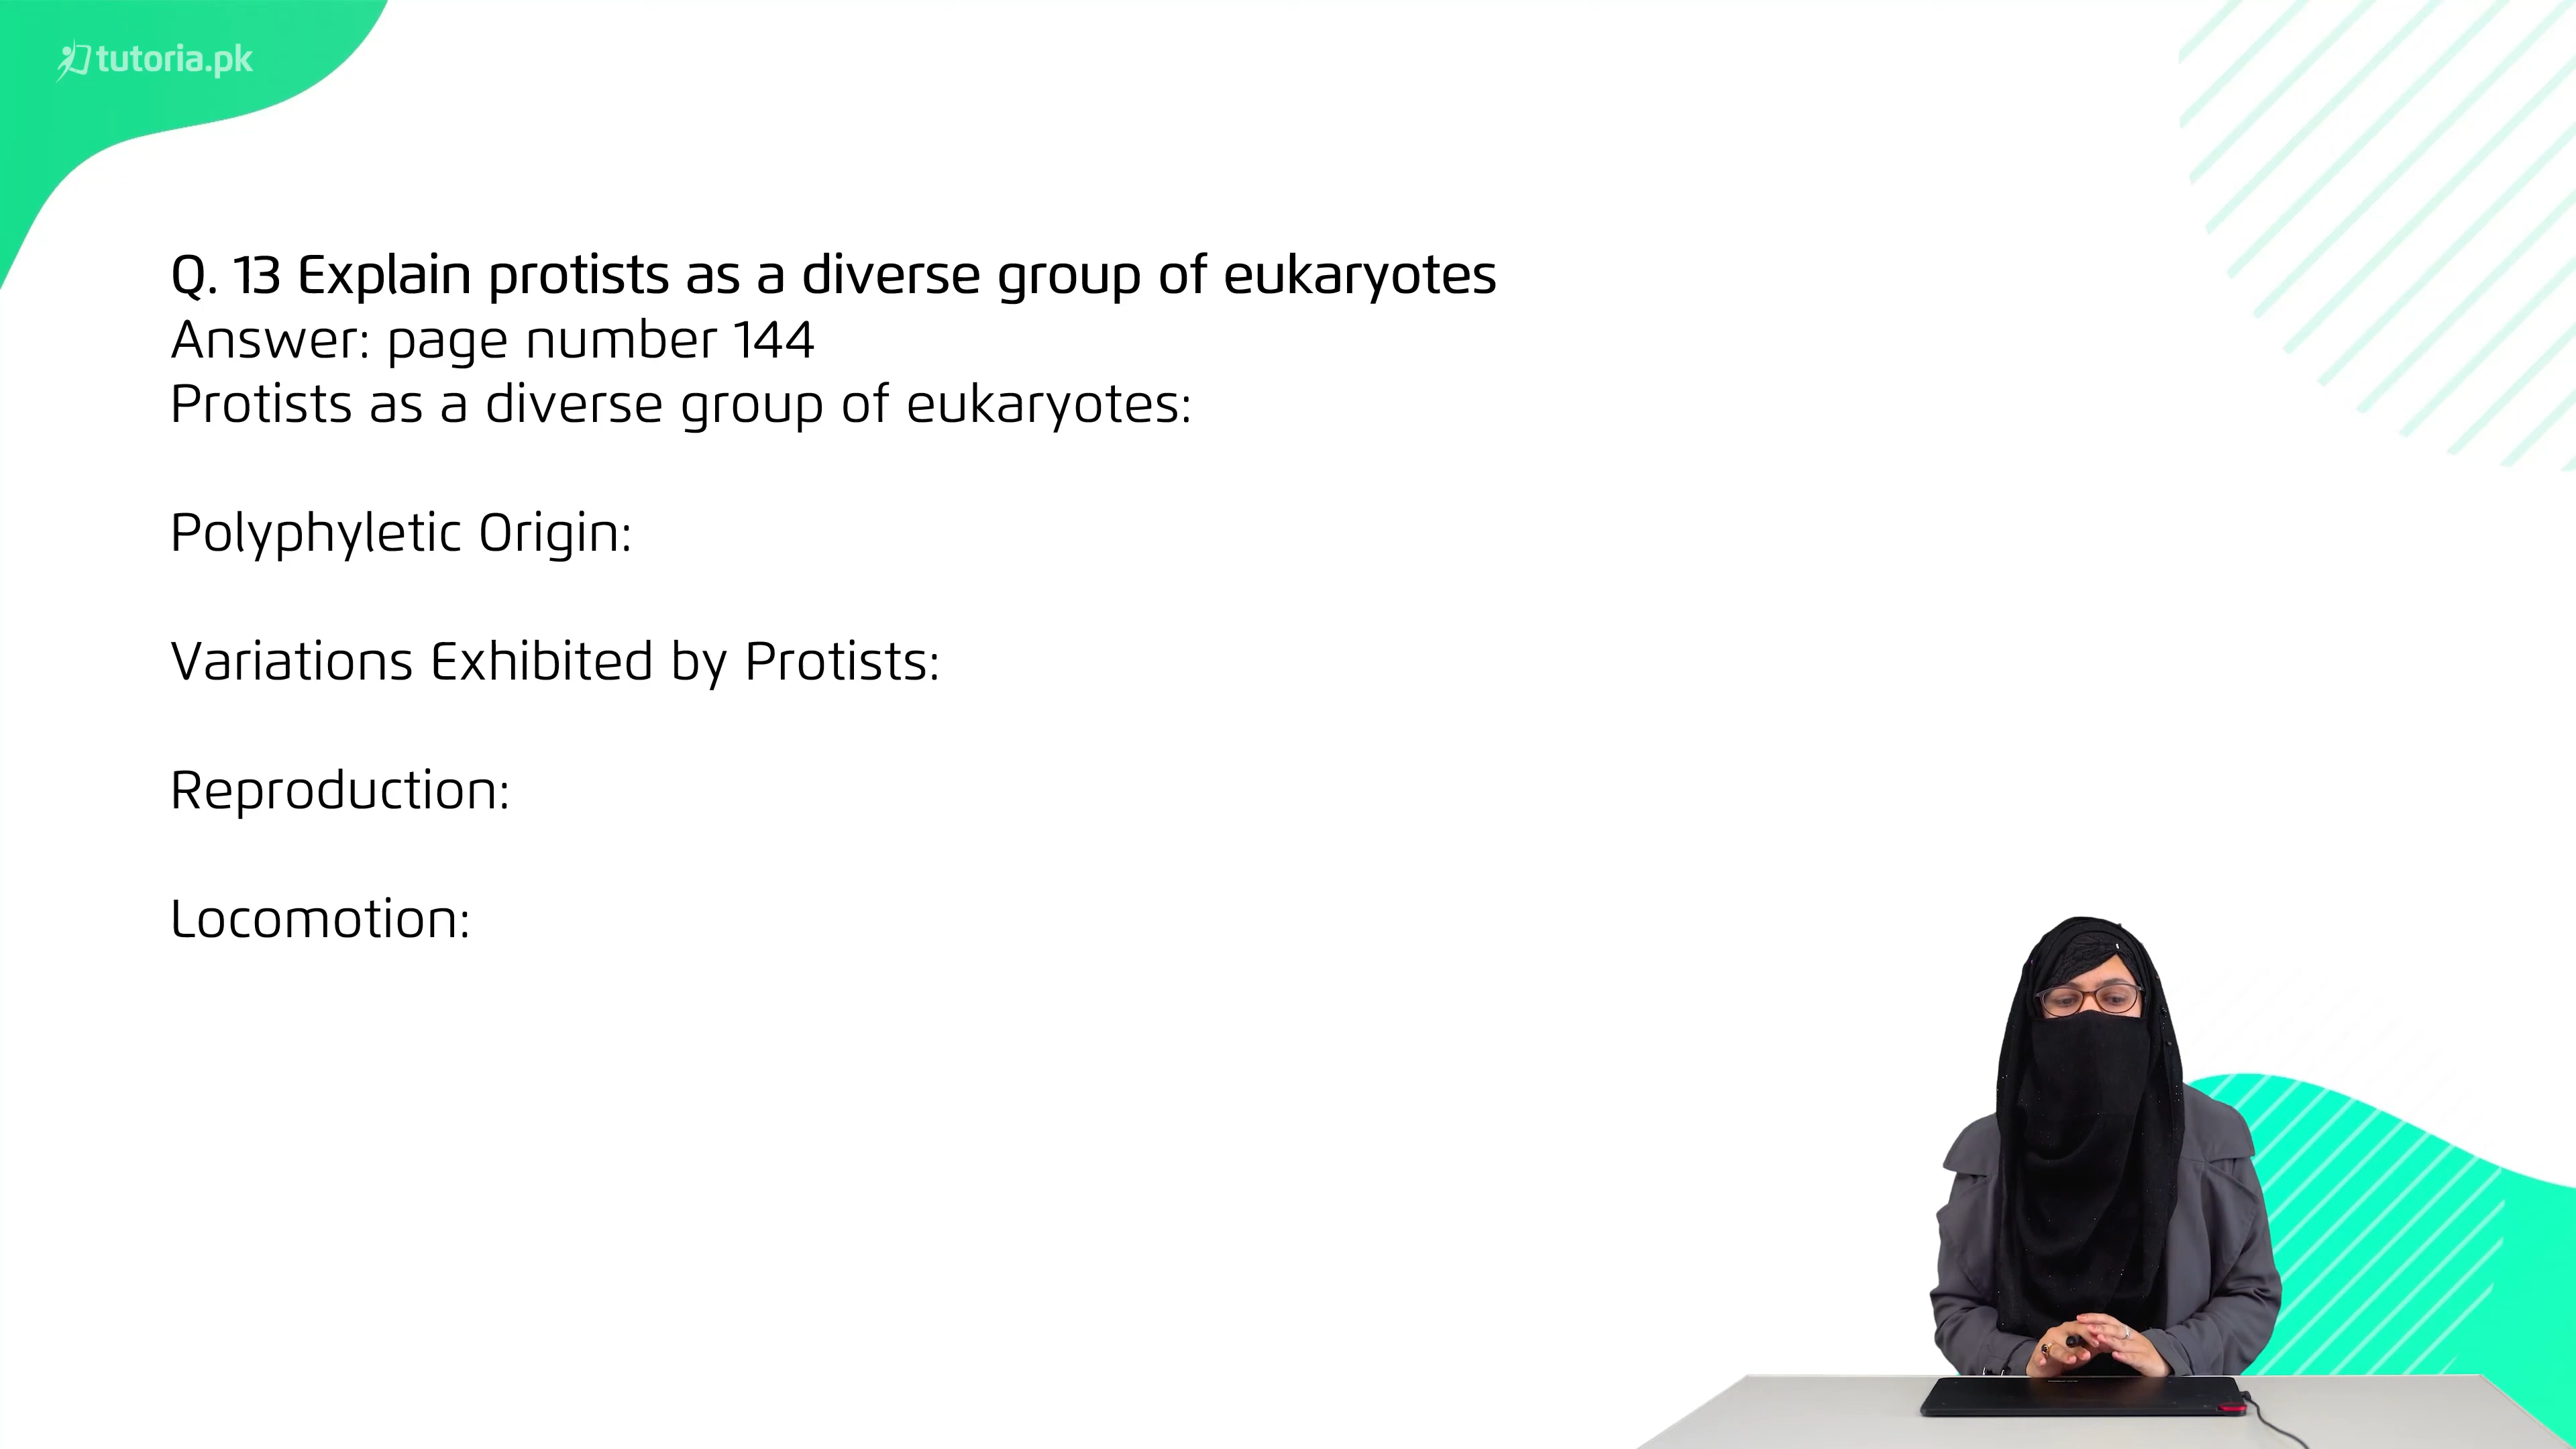 tutoria.pk
Q. 13 Explain protists as a diverse group of eukaryotes
Answer: page number 144
Protists as a diverse group of eukaryotes:
Polyphyletic Origin:
Variations Exhibited by Protists:
Reproduction:
Locomotion: